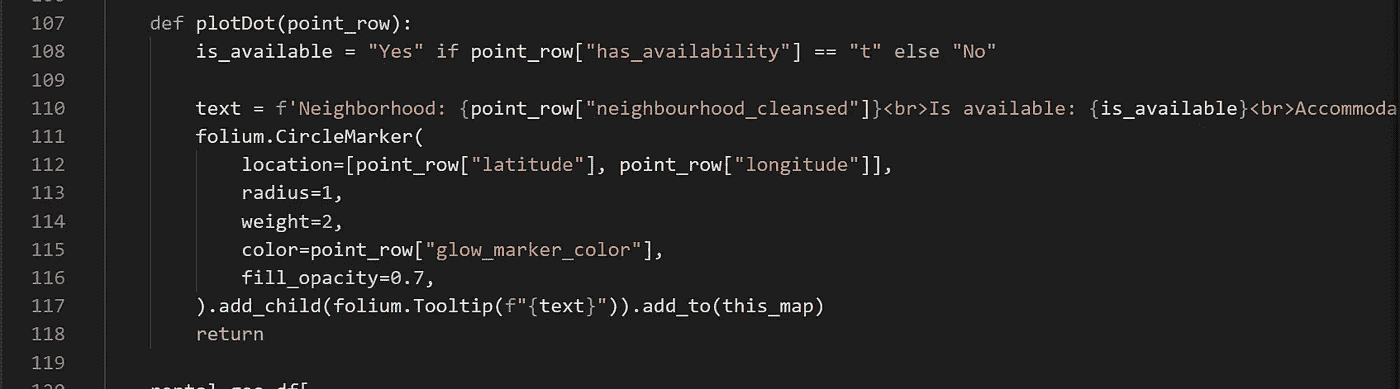 107 def plotDot(point_row):
108 is_available = "Yes" if point_row["has_availability"] == "t" else "No"
109
110 text = f'Neighborhood: {point_row["neighbourhood_cleansed"]}<br>Is available: {is_available}<br>Accommoda
111 folium.CircleMarker(
112 location=[point_row["latitude"], point_row["longitude"]],
113 radius=1,
114 weight=2,
115 color=point_row["glow_marker_color"],
116 fill_opacity=0.7,
117 ).add_child(folium.Tooltip(f"{text}")).add_to(this_map)
118 return
119